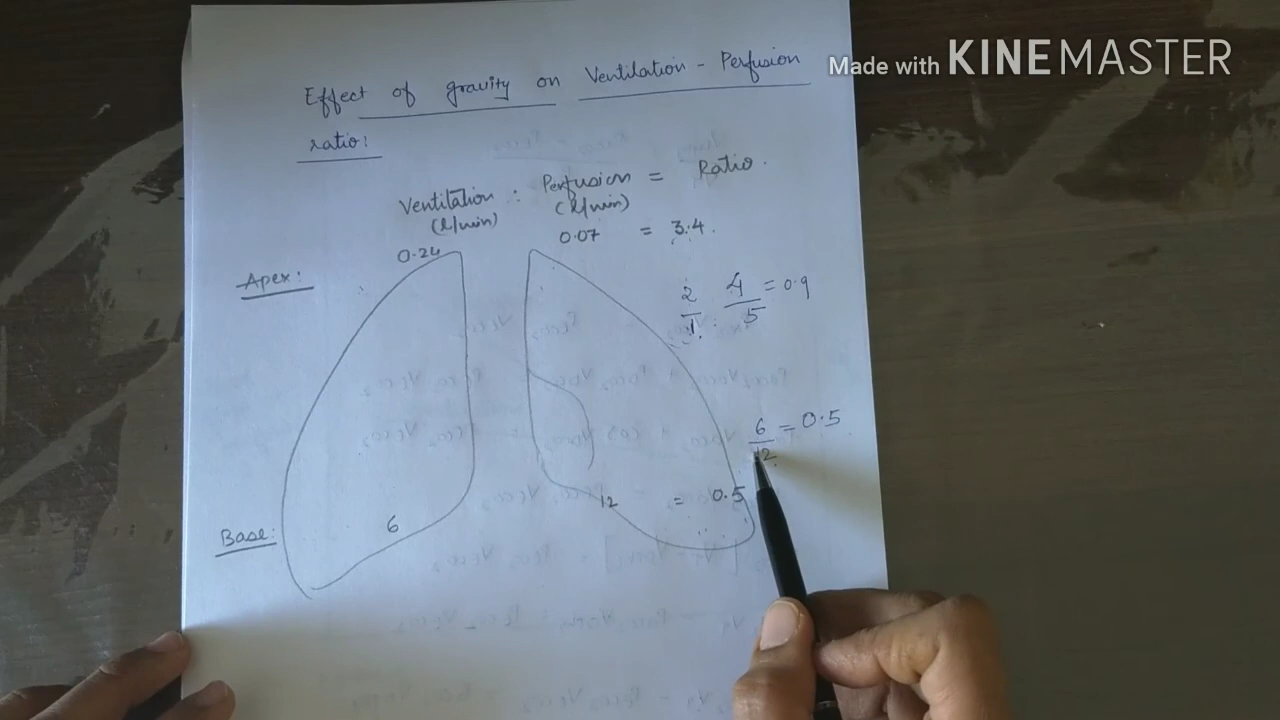 Made with KINEMASTER
Effect of gravity on Ventilation - Perfusion
ratio:
Ventilation : Perfusion = Ratio.
(l/min) (l/min)
0.24 0.07 = 3.4.
Apex:
2/1 : 4/5 = 0.9
6/12 = 0.5
Base: 6 12 = 0.5